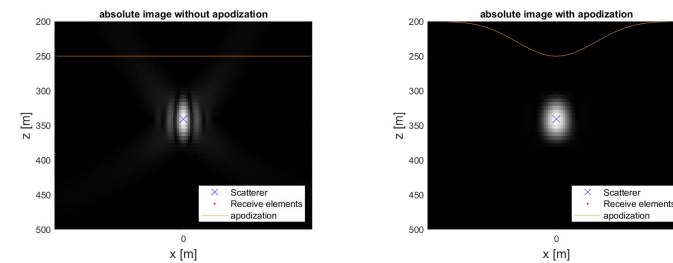 absolute image without apodization
200
250
300
350
400
450
500
z [m]
0
x [m]
Scatterer
Receive elements
apodization
absolute image with apodization
200
250
300
350
400
450
500
z [m]
0
x [m]
Scatterer
Receive elements
apodization